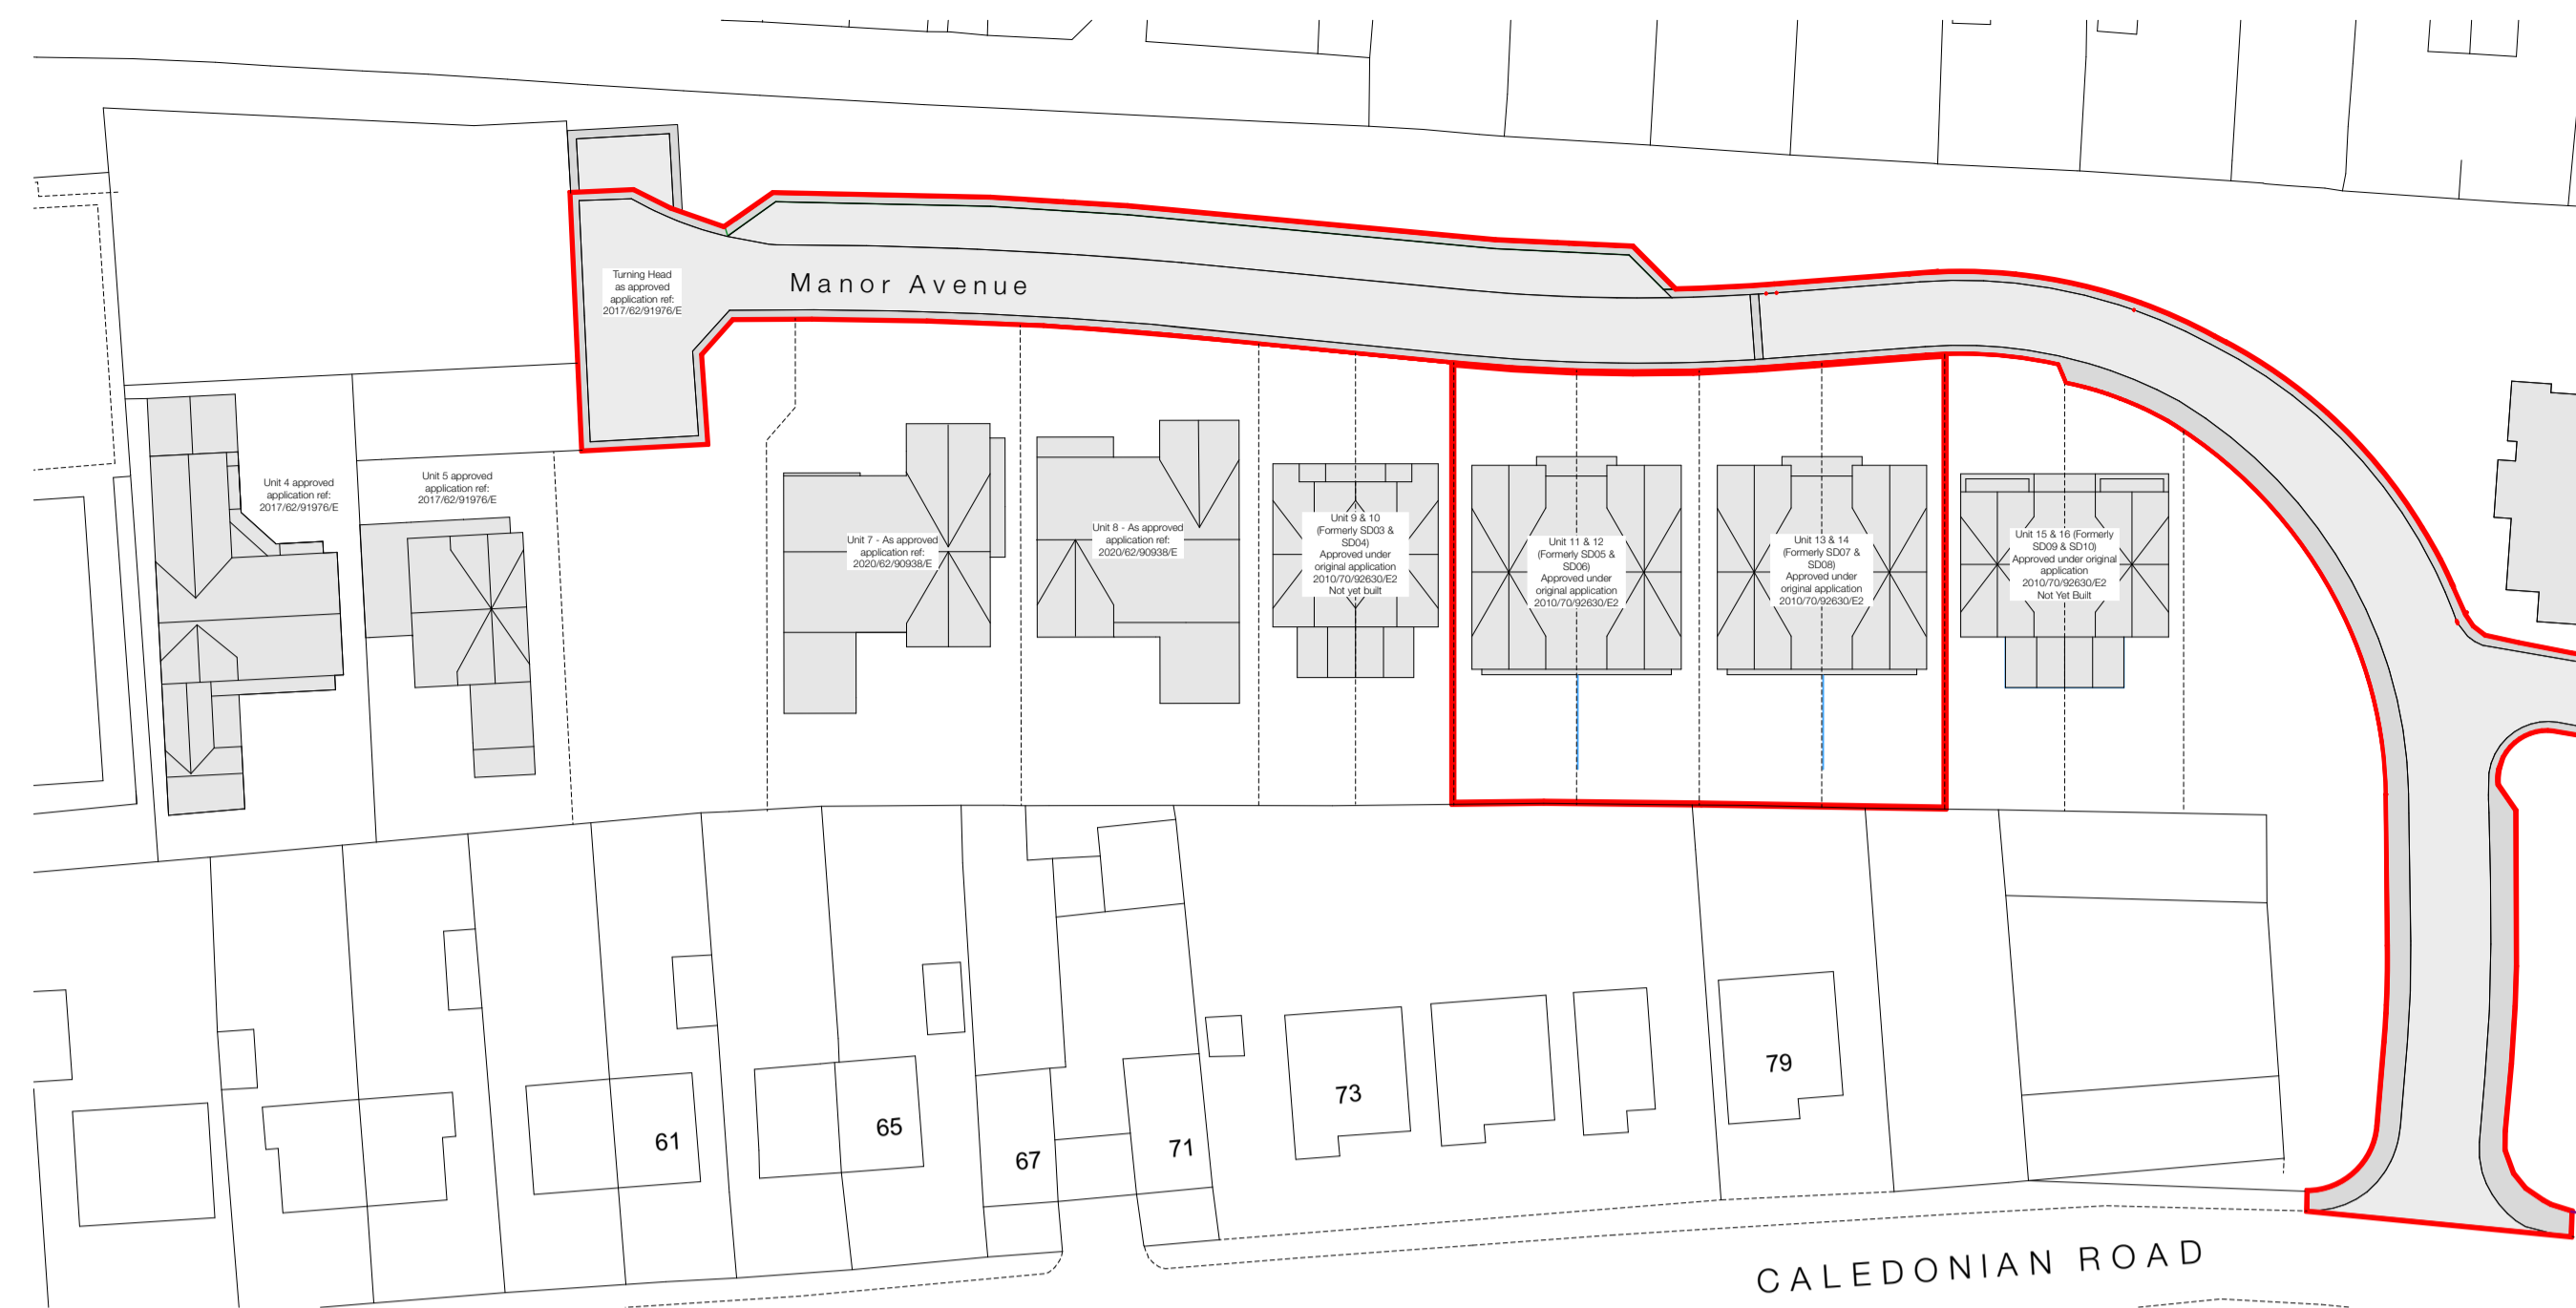 Manor Avenue
Turning Head
as approved
application ref:
2017/62/91976/E
Unit 4 approved
application ref:
2017/62/91976/E
Unit 5 approved
application ref:
2017/62/91976/E
Unit 7 - As approved
application ref:
2020/62/90938/E
Unit 8 - As approved
application ref:
2020/62/90938/E
Unit 9 & 10
(Formerly SD03 &
SD04)
Approved under
original application
2010/70/92630/E2
Not yet built
Unit 11 & 12
(Formerly SD05 &
SD06)
Approved under
original application
2010/70/92630/E2
Unit 13 & 14
(Formerly SD07 &
SD08)
Approved under
original application
2010/70/92630/E2
Unit 15 & 16 (Formerly
SD09 & SD10)
Approved under original
application
2010/70/92630/E2
Not Yet Built
61
65
67
71
73
79
CALEDONIAN ROAD